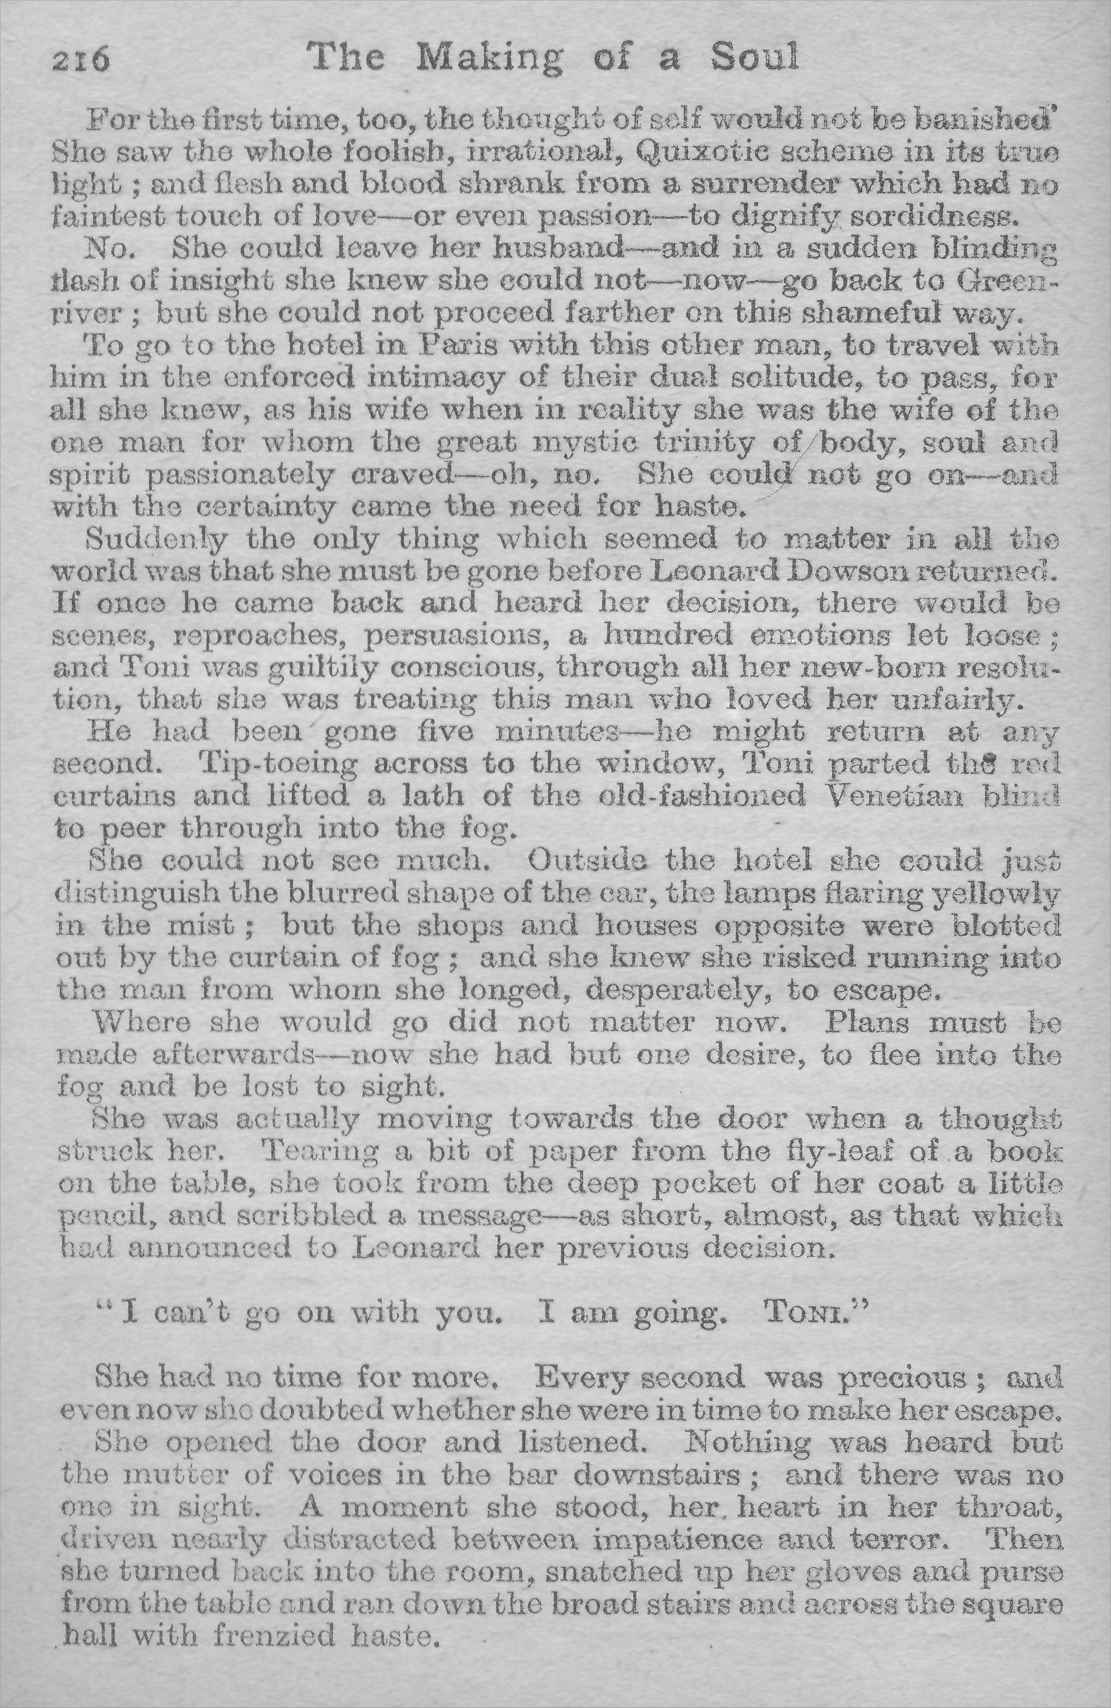 216 The Making of a Soul
For the first time, too, the thought of self would not be banished'
She saw the whole foolish, irrational, Quixotic scheme in its true
light ; and flesh and blood shrank from a surrender which had no
faintest touch of love—or even passion—to dignify sordidness.
No. She could leave her husband—and in a sudden blinding
flash of insight she knew she could not—now—go back to Green-
river ; but she could not proceed farther on this shameful way.
To go to the hotel in Paris with this other man, to travel with
him in the enforced intimacy of their dual solitude, to pass, for
all she knew, as his wife when in reality she was the wife of the
one man for whom the great mystic trinity of body, soul and
spirit passionately craved—oh, no. She could not go on—and
with the certainty came the need for haste.
Suddenly the only thing which seemed to matter in all the
world was that she must be gone before Leonard Dowson returned.
If once he came back and heard her decision, there would be
scenes, reproaches, persuasions, a hundred emotions let loose ;
and Toni was guiltily conscious, through all her new-born resolu-
tion, that she was treating this man who loved her unfairly.
He had been gone five minutes—he might return at any
second. Tip-toeing across to the window, Toni parted the red
curtains and lifted a lath of the old-fashioned Venetian blind
to peer through into the fog.
She could not see much. Outside the hotel she could just
distinguish the blurred shape of the car, the lamps flaring yellowly
in the mist ; but the shops and houses opposite were blotted
out by the curtain of fog ; and she knew she risked running into
the man from whom she longed, desperately, to escape.
Where she would go did not matter now. Plans must be
made afterwards—now she had but one desire, to flee into the
fog and be lost to sight.
She was actually moving towards the door when a thought
struck her. Tearing a bit of paper from the fly-leaf of a book
on the table, she took from the deep pocket of her coat a little
pencil, and scribbled a message—as short, almost, as that which
had announced to Leonard her previous decision.
"I can't go on with you. I am going. TONI."
She had no time for more. Every second was precious ; and
even now she doubted whether she were in time to make her escape.
She opened the door and listened. Nothing was heard but
the mutter of voices in the bar downstairs ; and there was no
one in sight. A moment she stood, her heart in her throat,
driven nearly distracted between impatience and terror. Then
she turned back into the room, snatched up her gloves and purse
from the table and ran down the broad stairs and across the square
hall with frenzied haste.